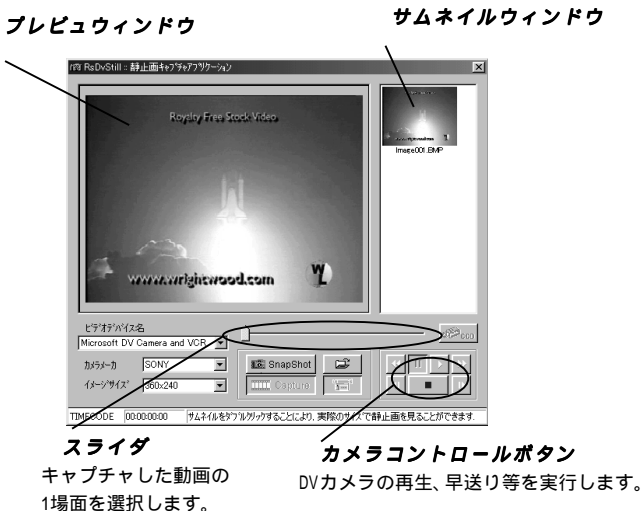 プレビュウィンドウ
サムネイルウィンドウ
RsDvStill :: 静止画キャプチャアプリケーション
Royalty Free Stock Video
www.wrightwood.com
WL
Image001.BMP
ビデオデバイス名
Microsoft DV Camera and VCR
カメラメーカ SONY
イメージサイズ 360x240
SnapShot
Capture
TIMECODE 00:00:00:00 サムネイルをダブルクリックすることにより、実際のサイズで静止画を見ることができます.
スライダ
キャプチャした動画の
1場面を選択します。
カメラコントロールボタン
DVカメラの再生、早送り等を実行します。